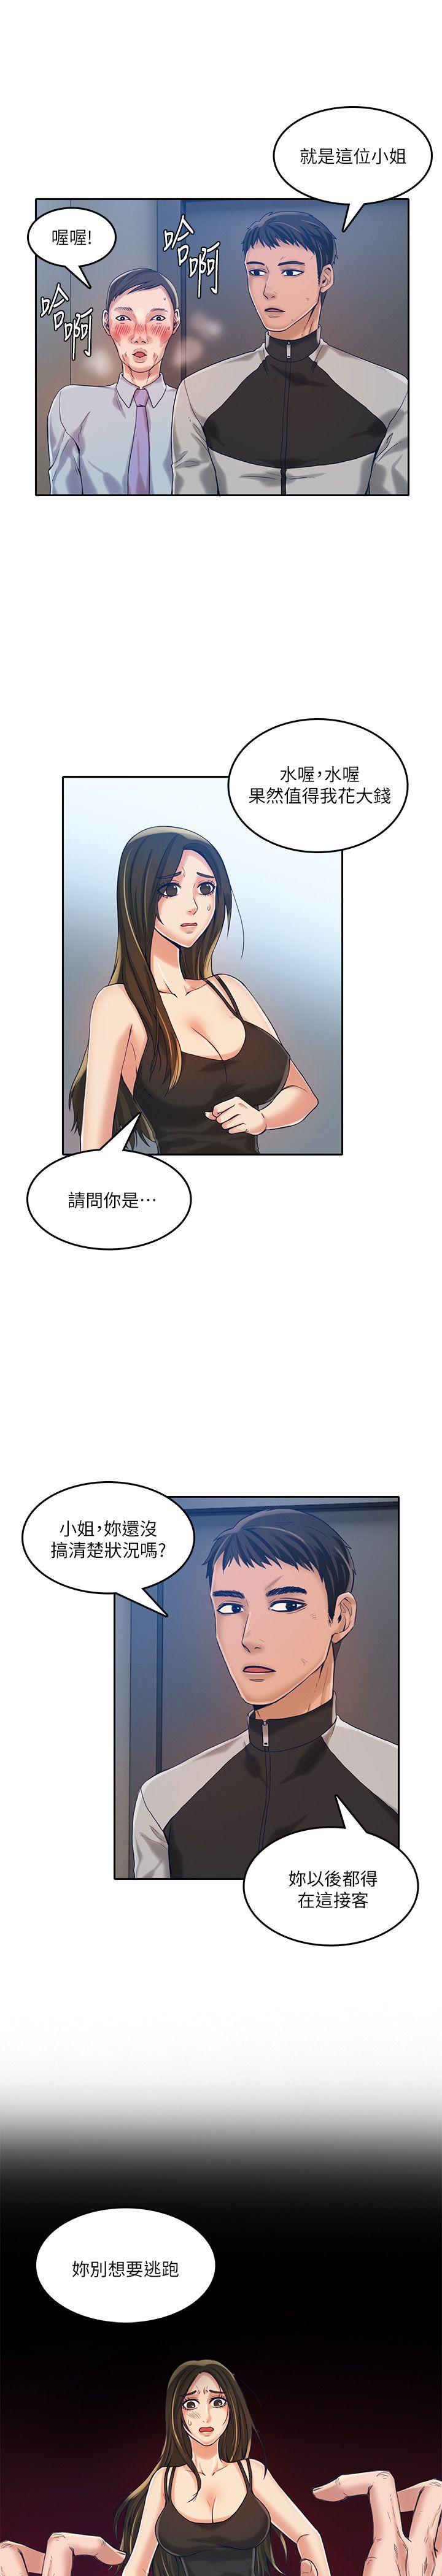 就是這位小姐
喔喔!
哈啊
哈啊
水喔,水喔
果然值得我花大錢
請問你是…
小姐,妳還沒
搞清楚狀況嗎?
妳以後都得
在這接客
妳別想要逃跑